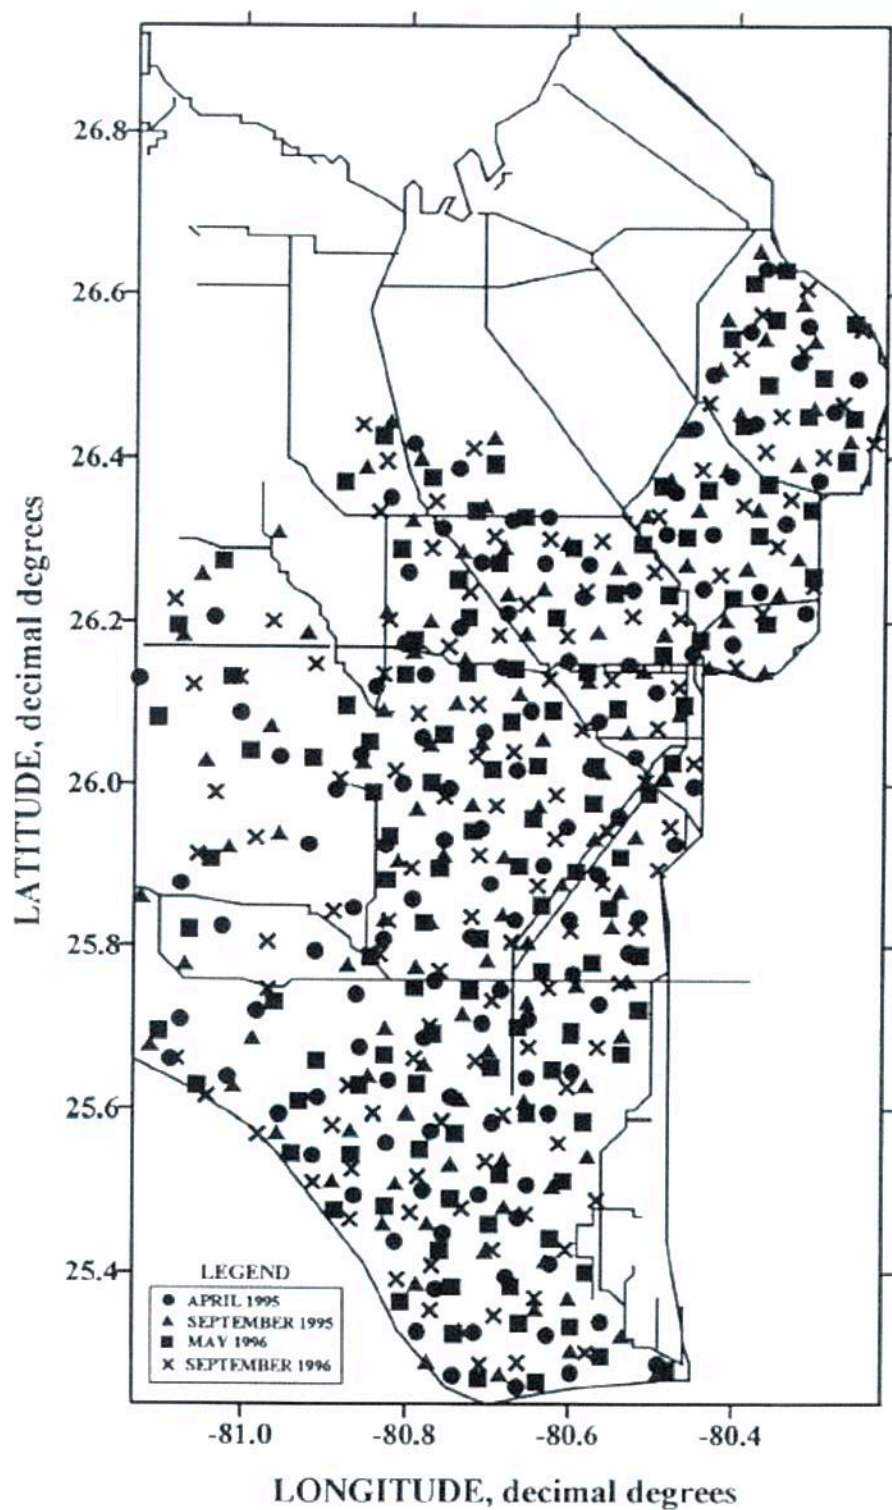 26.8
26.6
26.4
26.2
26.0
25.8
25.6
25.4
LATITUDE, decimal degrees
LEGEND
APRIL 1995
SEPTEMBER 1995
MAY 1996
SEPTEMBER 1996
-81.0 -80.8 -80.6 -80.4
LONGITUDE, decimal degrees